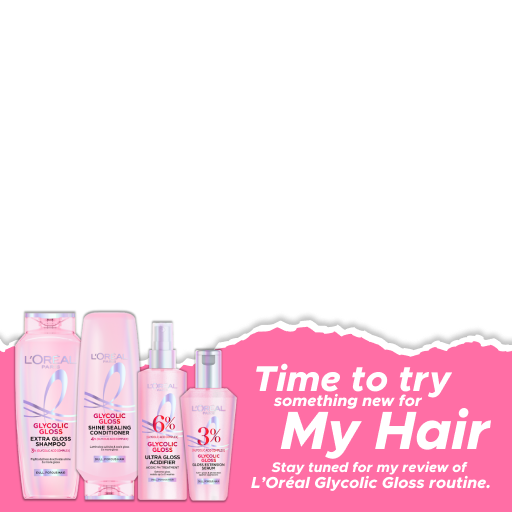 Time to try
something new for
My Hair
Stay tuned for my review of
L'Oréal Glycolic Gloss routine.
L'ORÉAL
PARIS
GLYCOLIC
GLOSS
EXTRA GLOSS
SHAMPOO
L'ORÉAL
GLYCOLIC
GLOSS
SHINE SEALING
CONDITIONER
L'ORÉAL
6%
GLYCOLIC
GLOSS
ULTRA GLOSS
ACIDIFIER
L'ORÉAL
3%
GLYCOLIC
GLOSS
GLOSS EXTENSION
SERUM